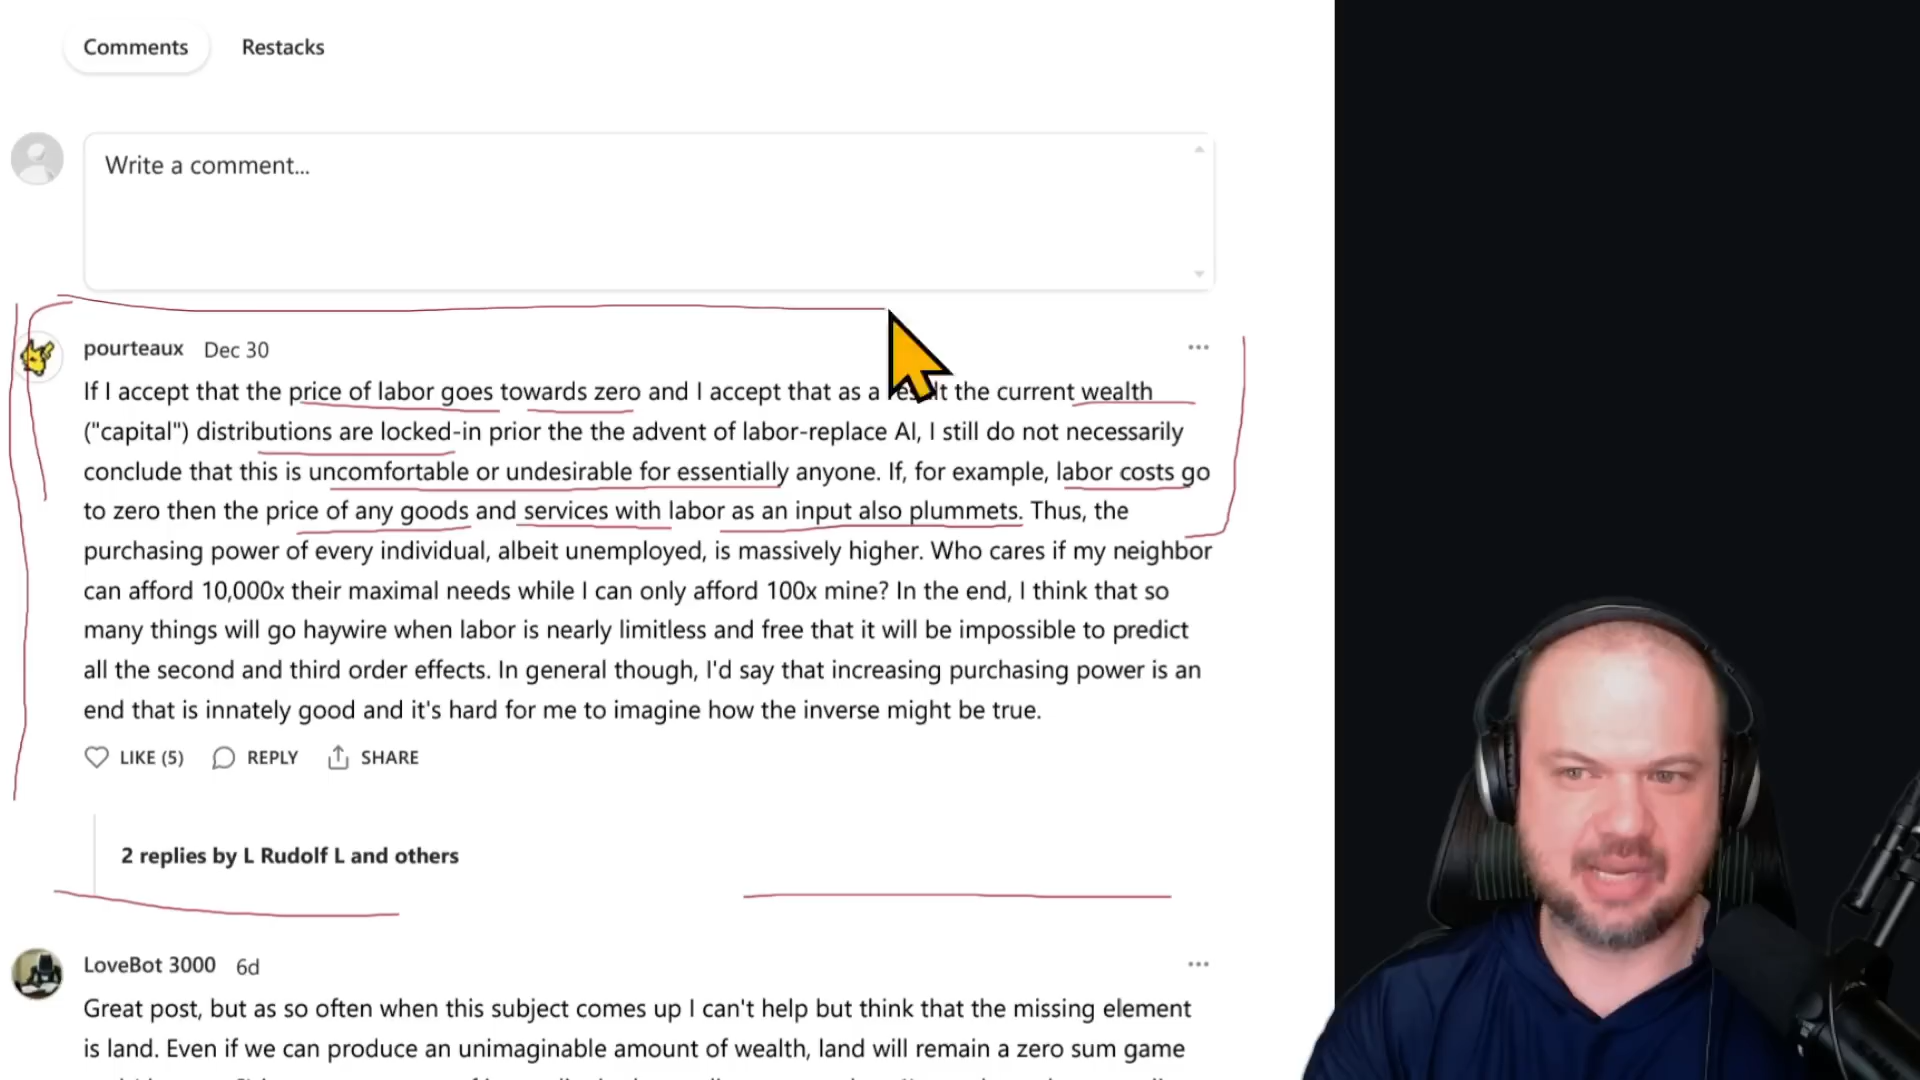 Comments Restacks
Write a comment...
pourteaux Dec 30
If I accept that the price of labor goes towards zero and I accept that as a result the current wealth
("capital") distributions are locked-in prior the the advent of labor-replace AI, I still do not necessarily
conclude that this is uncomfortable or undesirable for essentially anyone. If, for example, labor costs go
to zero then the price of any goods and services with labor as an input also plummets. Thus, the
purchasing power of every individual, albeit unemployed, is massively higher. Who cares if my neighbor
can afford 10,000x their maximal needs while I can only afford 100x mine? In the end, I think that so
many things will go haywire when labor is nearly limitless and free that it will be impossible to predict
all the second and third order effects. In general though, I'd say that increasing purchasing power is an
end that is innately good and it's hard for me to imagine how the inverse might be true.
LIKE (5) REPLY SHARE
2 replies by L Rudolf L and others
LoveBot 3000 6d
Great post, but as so often when this subject comes up I can't help but think that the missing element
is land. Even if we can produce an unimaginable amount of wealth, land will remain a zero sum game